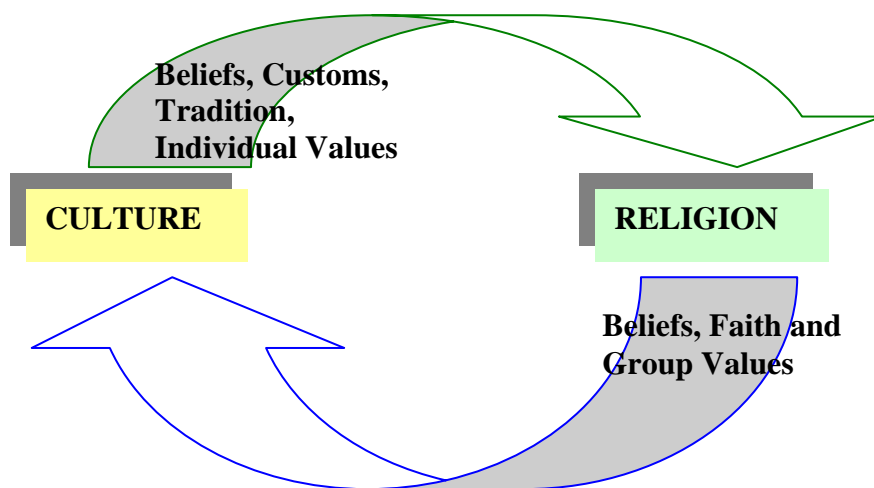 Beliefs, Customs,
Tradition,
Individual Values
CULTURE
RELIGION
Beliefs, Faith and
Group Values